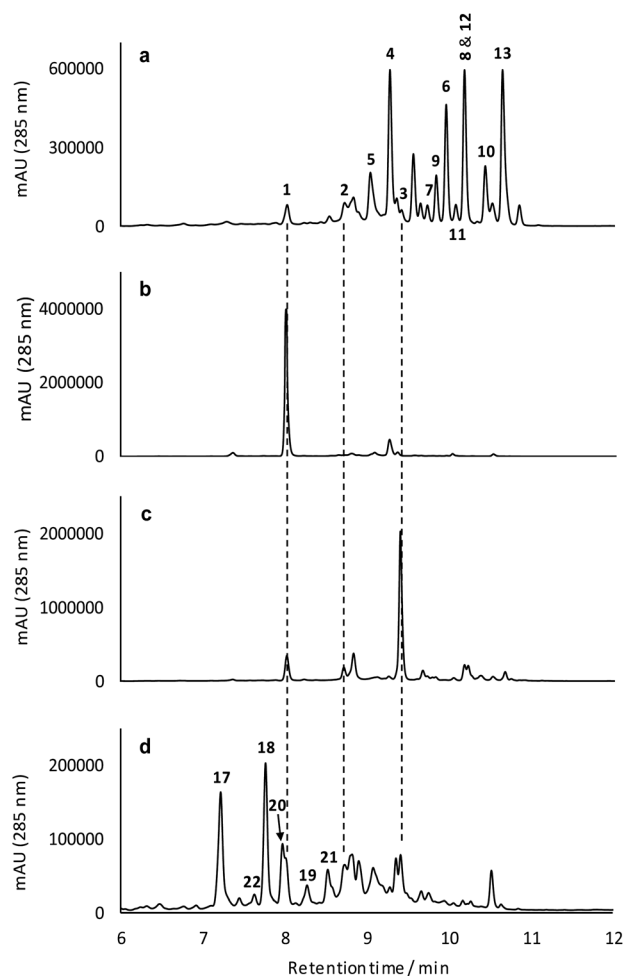 a
8 & 12
4
13
600000
6
10
300000
5
9
1
2
3
7
0
11
mAU (285 nm)
b
4000000
2000000
0
mAU (285 nm)
c
2000000
1000000
0
mAU (285 nm)
d
18
200000
17
20
100000
22
19
21
0
mAU (285 nm)
6 7 8 9 10 11 12
Retention time / min